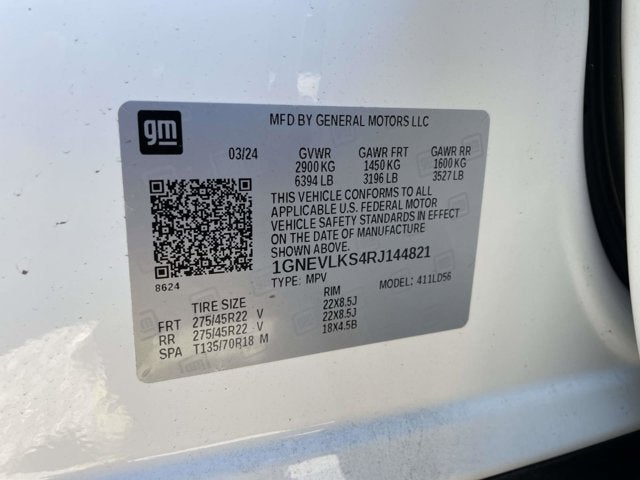 gm
MFD BY GENERAL MOTORS LLC
03/24 GVWR GAWR FRT GAWR RR
2900 KG 1450 KG 1600 KG
6394 LB 3196 LB 3527 LB
THIS VEHICLE CONFORMS TO ALL
APPLICABLE U.S. FEDERAL MOTOR
VEHICLE SAFETY STANDARDS IN EFFECT
ON THE DATE OF MANUFACTURE
SHOWN ABOVE.
1GNEVLKS4RJ144821
8624
TYPE: MPV MODEL: 411LD56
TIRE SIZE RIM
FRT 275/45R22 V 22X8.5J
RR 275/45R22 V 22X8.5J
SPA T135/70R18 M 18X4.5B